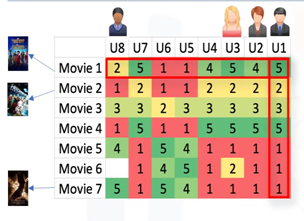 U8 U7 U6 U5 U4 U3 U2 U1
Movie 1 2 5 1 1 4 5 4 5
Movie 2 1 2 1 1 2 2 2 2
Movie 3 3 3 2 3 3 3 3 3
Movie 4 1 5 1 1 5 5 5 5
Movie 5 4 1 5 4 1 1 1 1
Movie 6 1 4 5 1 2 1 1
Movie 7 5 1 5 4 1 1 1 1